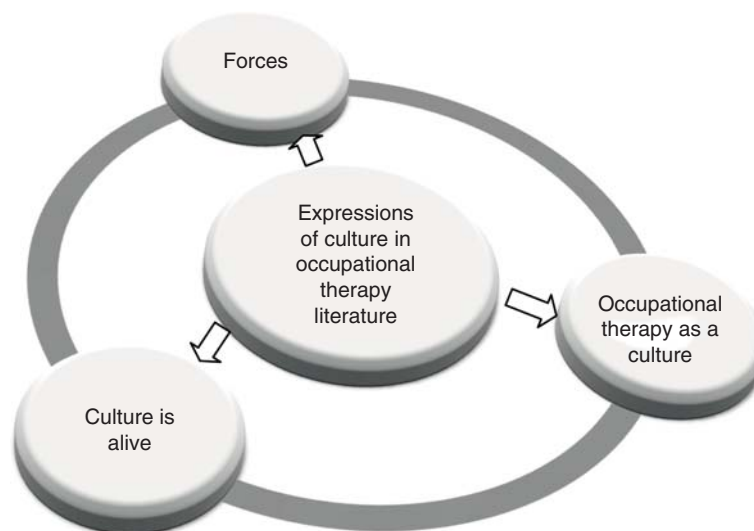 Forces
Expressions
of culture in
occupational
therapy
literature
Occupational
therapy as a
culture
Culture is
alive